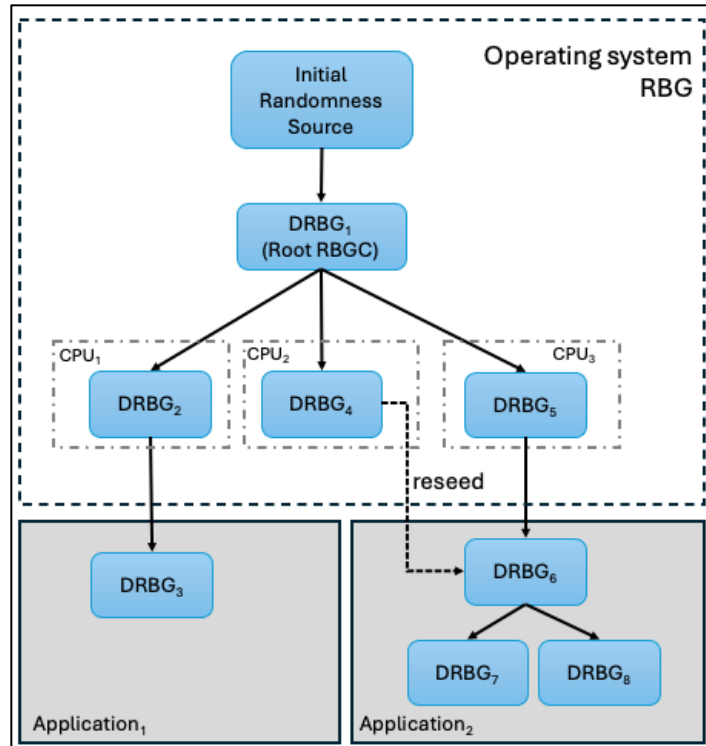 Operating system
RBG
Initial
Randomness
Source
DRBG₁
(Root RBGC)
CPU₁
DRBG₂
CPU₂
DRBG₄
CPU₃
DRBG₅
reseed
DRBG₃
Application₁
DRBG₆
DRBG₇
DRBG₈
Application₂